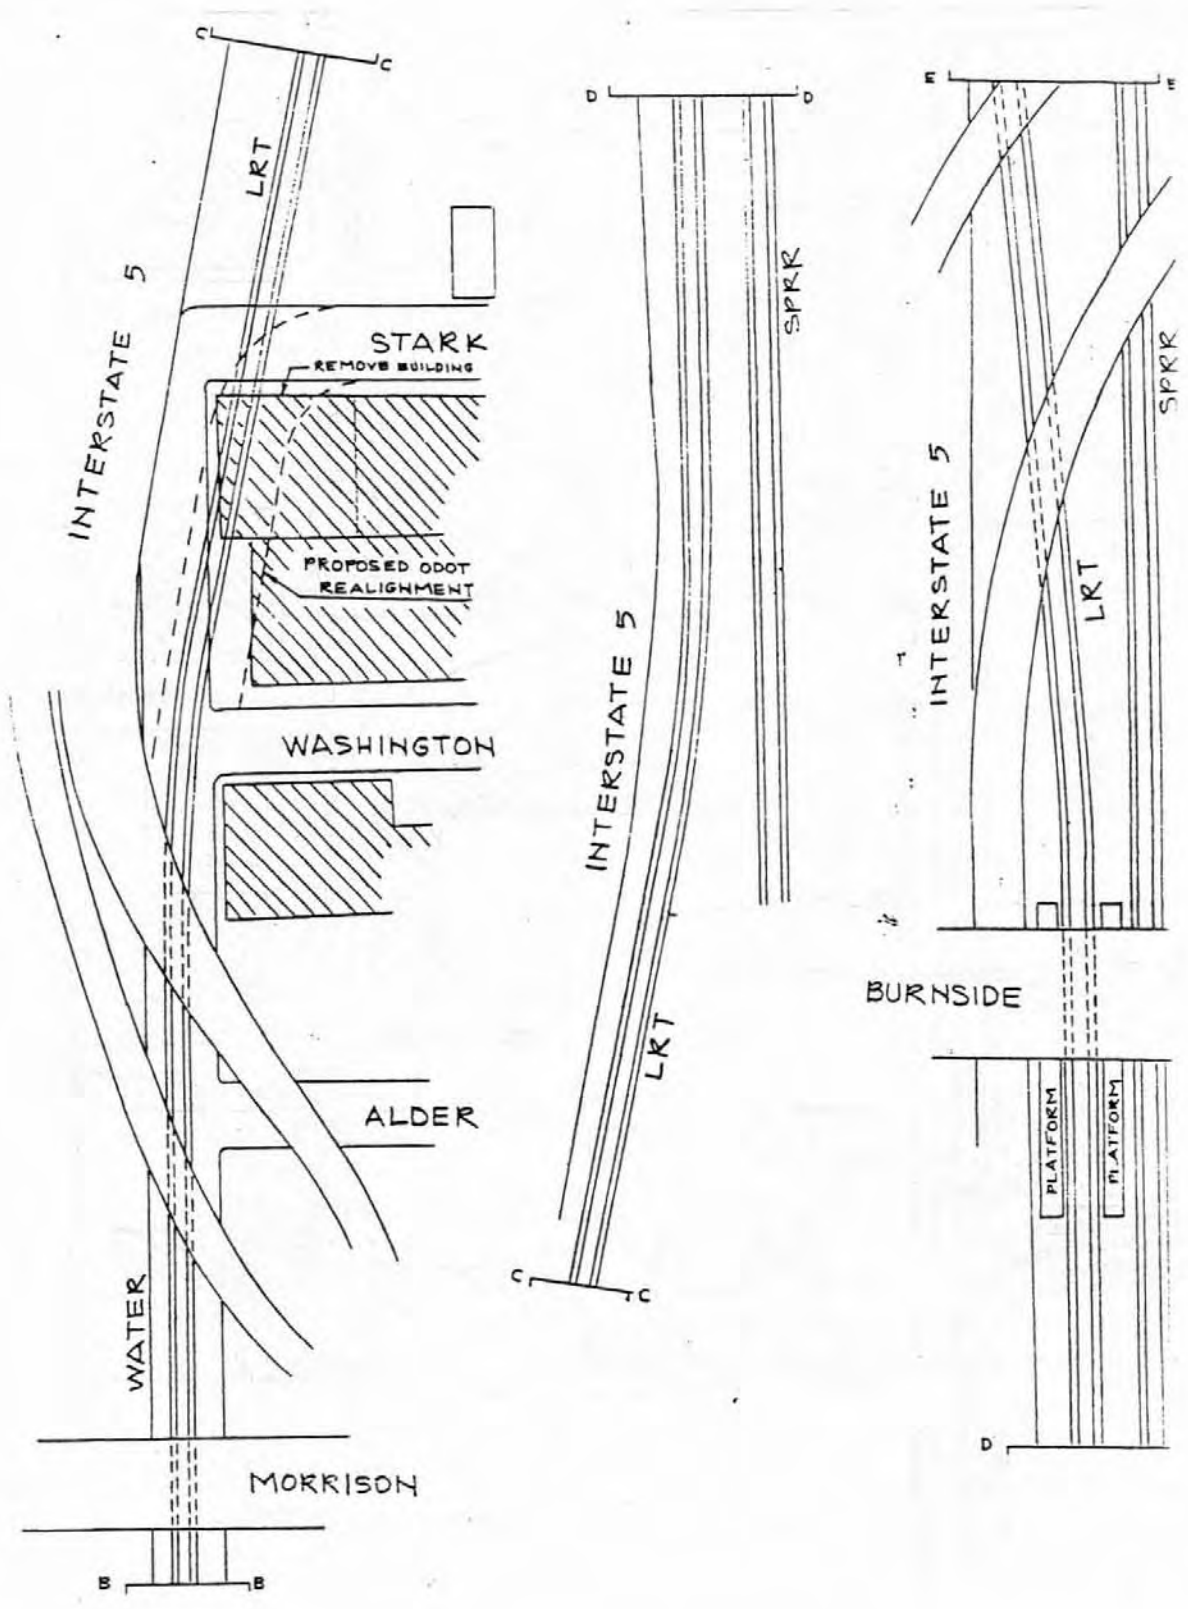 C
C
LRT
INTERSTATE 5
STARK
REMOVE BUILDING
PROPOSED ODOT
REALIGNMENT
WASHINGTON
ALDER
WATER
MORRISON
B
B
D
D
SPRR
INTERSTATE 5
LRT
C
C
E
E
SPRR
INTERSTATE 5
LRT
BURNSIDE
PLATFORM
PLATFORM
D